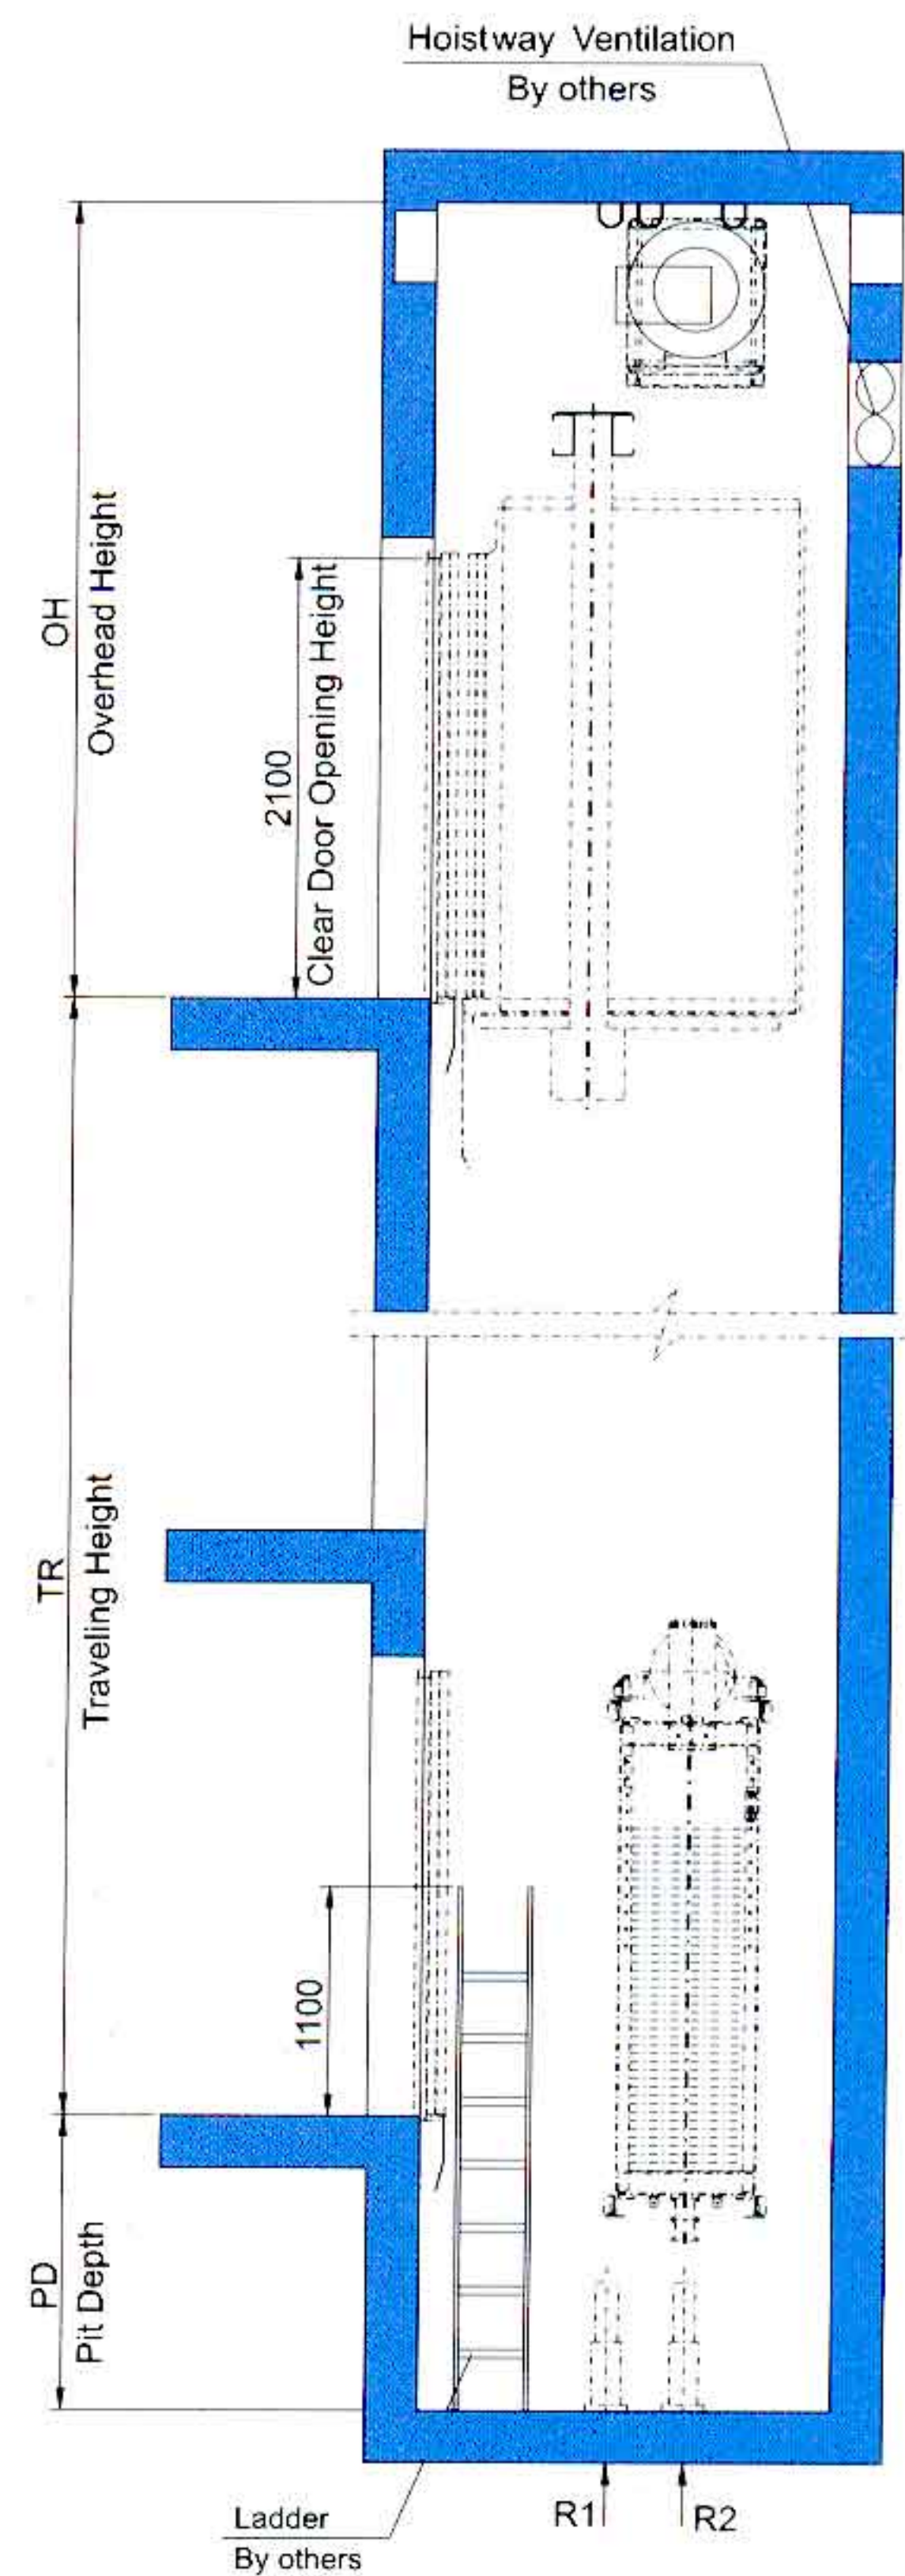 Hoistway Ventilation
By others
OH
Overhead Height
2100
Clear Door Opening Height
TR
Traveling Height
1100
PD
Pit Depth
Ladder
By others
R1
R2